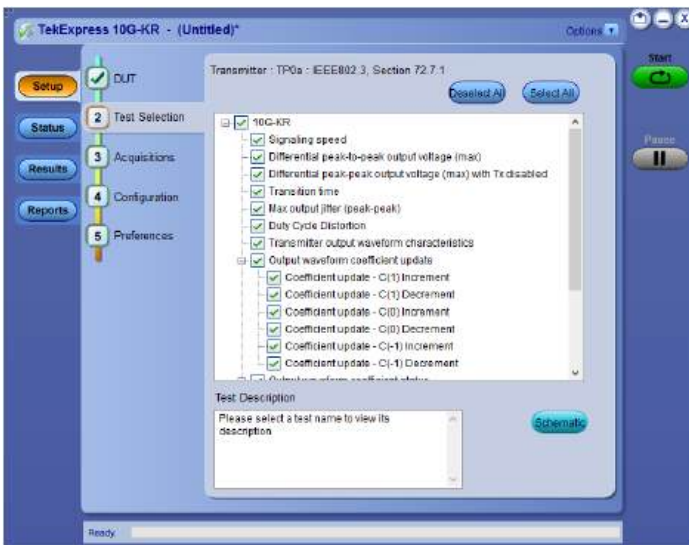 TekExpress 10G-KR - (Untitled)*
Options
Start
Pause
Setup
Status
Results
Reports
DUT
2 Test Selection
3 Acquisitions
4 Configuration
5 Preferences
Transmitter : TP0a : IEEE802.3, Section 72.7.1
Deselect All
Select All
10G-KR
Signaling speed
Differential peak-to-peak output voltage (max)
Differential peak-peak output voltage (max) with Tx disabled
Transition time
Max output jitter (peak-peak)
Duty Cycle Distortion
Transmitter output waveform characteristics
Output waveform coefficient update
Coefficient update - C(1) Increment
Coefficient update - C(1) Decrement
Coefficient update - C(0) Increment
Coefficient update - C(0) Decrement
Coefficient update - C(-1) Increment
Coefficient update - C(-1) Decrement
Output waveform coefficient status
Test Description
Please select a test name to view its
description
Schematic
Ready